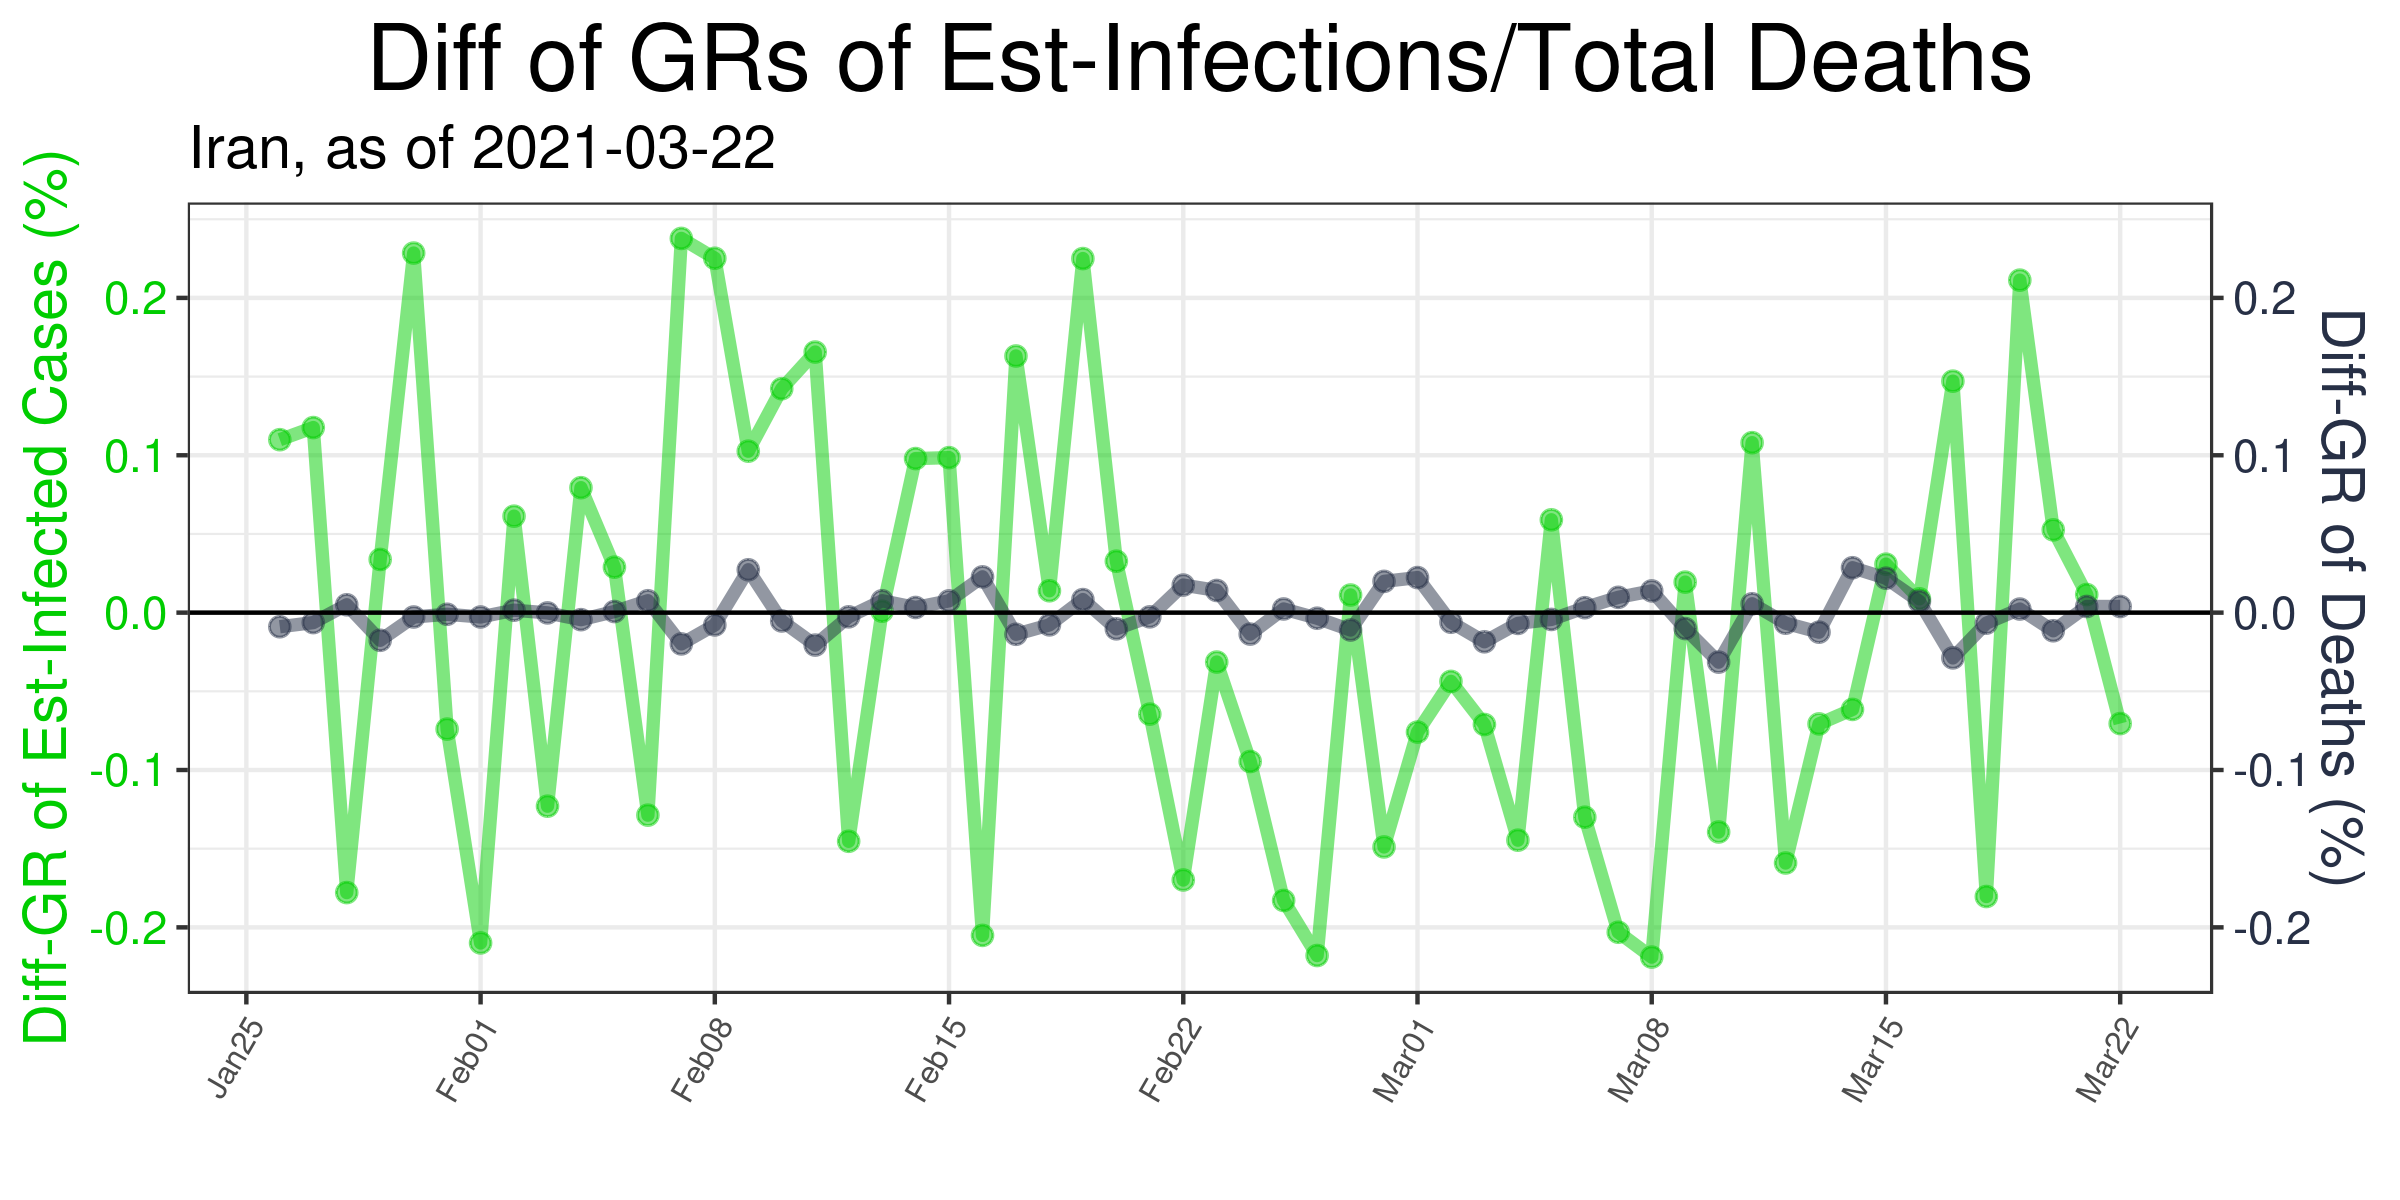 Diff of GRs of Est-Infections/Total Deaths
Iran, as of 2021-03-22
Diff-GR of Est-Infected Cases (%)
0.2
0.1
0.0
-0.1
-0.2
0.2
0.1
0.0
-0.1
-0.2
Diff-GR of Deaths (%)
Jan25
Feb01
Feb08
Feb15
Feb22
Mar01
Mar08
Mar15
Mar22